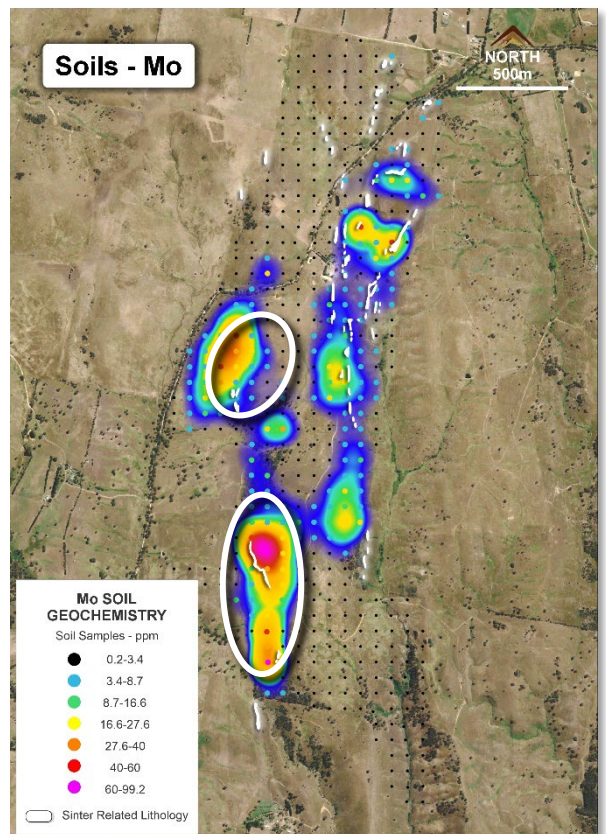 Soils - Mo
NORTH
500m
Mo SOIL
GEOCHEMISTRY
Soil Samples - ppm
0.2-3.4
3.4-8.7
8.7-16.6
16.6-27.6
27.6-40
40-60
60-99.2
Sinter Related Lithology